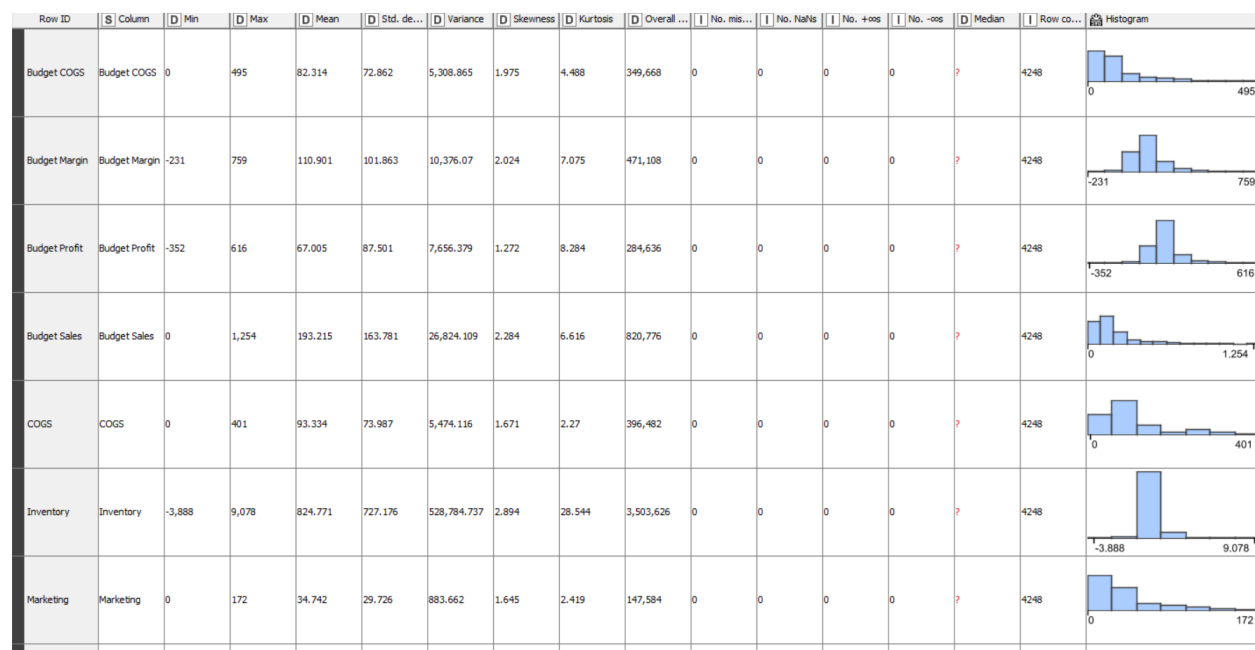 Row ID S Column D Min D Max D Mean D Std. de... D Variance D Skewness D Kurtosis D Overall ... I No. mis... I No. NaNs I No. +∞s I No. -∞s D Median I Row co... Histogram
Budget COGS Budget COGS 0 495 82.314 72.862 5,308.865 1.975 4.488 349,668 0 0 0 0 ? 4248
0 495
Budget Margin Budget Margin -231 759 110.901 101.863 10,376.07 2.024 7.075 471,108 0 0 0 0 ? 4248
-231 759
Budget Profit Budget Profit -352 616 67.005 87.501 7,656.379 1.272 8.284 284,636 0 0 0 0 ? 4248
-352 616
Budget Sales Budget Sales 0 1,254 193.215 163.781 26,824.109 2.284 6.616 820,776 0 0 0 0 ? 4248
0 1.254
COGS COGS 0 401 93.334 73.987 5,474.116 1.671 2.27 396,482 0 0 0 0 ? 4248
0 401
Inventory Inventory -3,888 9,078 824.771 727.176 528,784.737 2.894 28.544 3,503,626 0 0 0 0 ? 4248
-3.888 9.078
Marketing Marketing 0 172 34.742 29.726 883.662 1.645 2.419 147,584 0 0 0 0 ? 4248
0 172